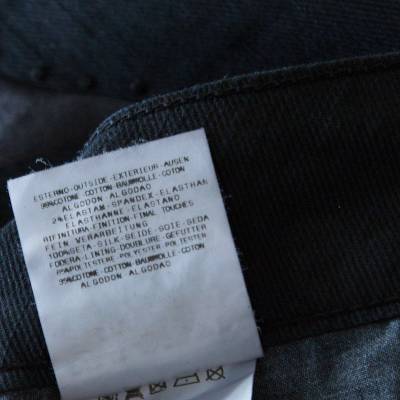 ESTERNO-OUTSIDE-EXTERIEUR-AUSEN
98%COTONE-COTTON-BAUMWOLLE-COTON
ALGODON ALGODAO
2%ELASTAM.-SPANDEX-ELASTHAN
ELASTHANNE-ELASTANO
RIFINITURA-FINITION-FINAL TOUCHES
FEIN VERARBEITUNG
100%SETA-SILK-SEIDE-SOIE-SEDA
FODERA-LINING-DOUBLURE-GEFUTTER
POLIESTERE POLYESTER POLYESTER
COTONE-COTTON-BAUMWOLLE-COTON
ALGODON ALGODAO